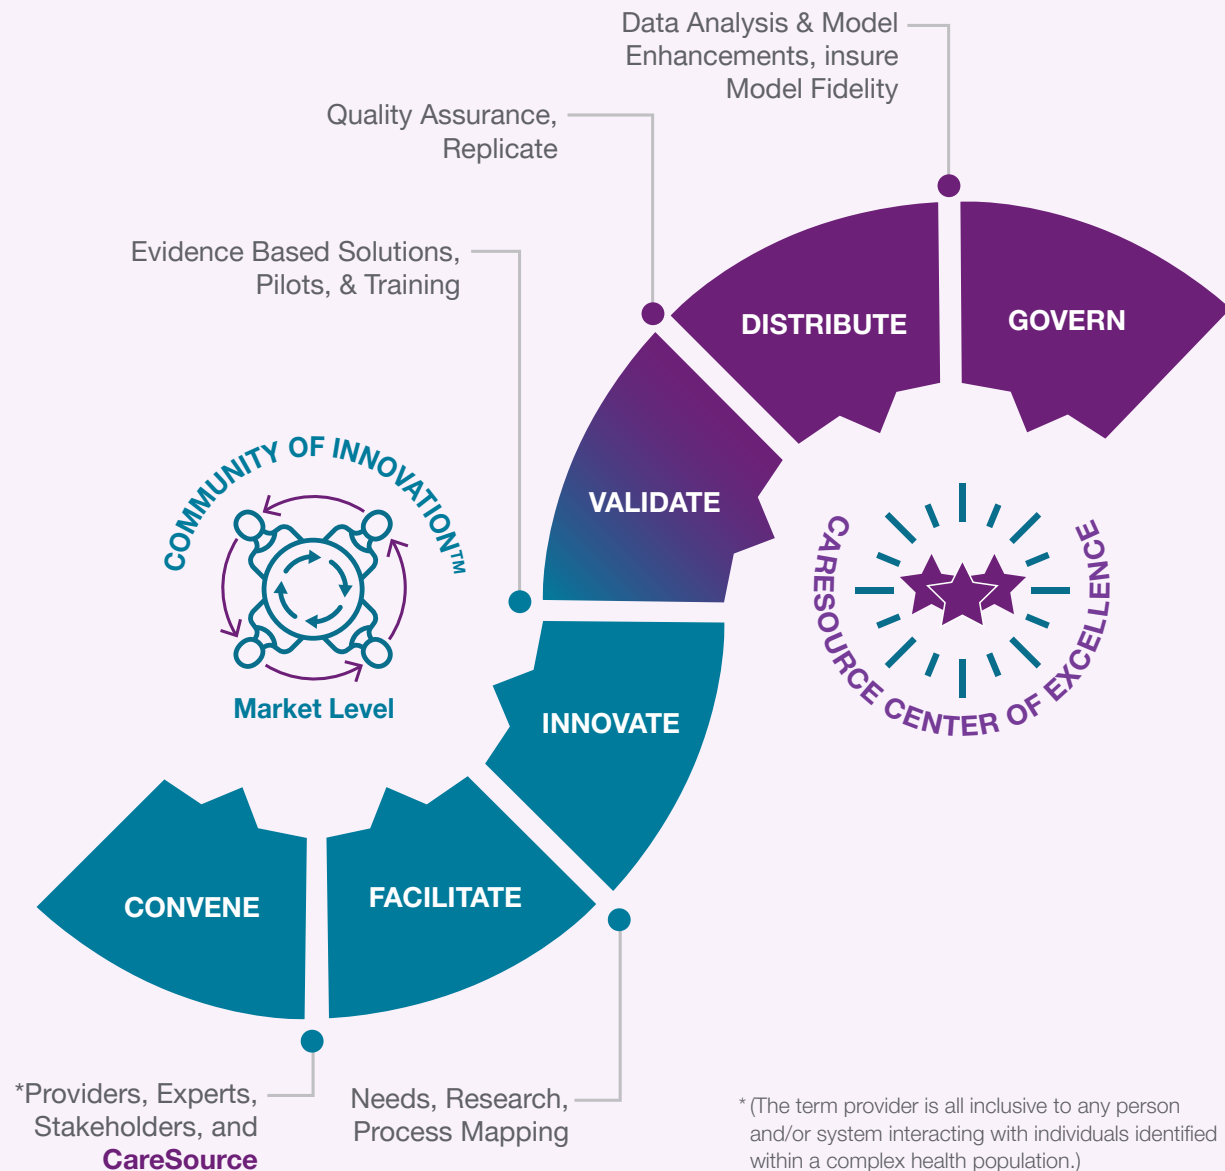 Data Analysis & Model
Enhancements, insure
Model Fidelity
Quality Assurance,
Replicate
Evidence Based Solutions,
Pilots, & Training
DISTRIBUTE
GOVERN
VALIDATE
COMMUNITY OF INNOVATION™
Market Level
CARESOURCE CENTER OF EXCELLENCE
INNOVATE
FACILITATE
CONVENE
*Providers, Experts,
Stakeholders, and
CareSource
Needs, Research,
Process Mapping
* (The term provider is all inclusive to any person
and/or system interacting with individuals identified
within a complex health population.)